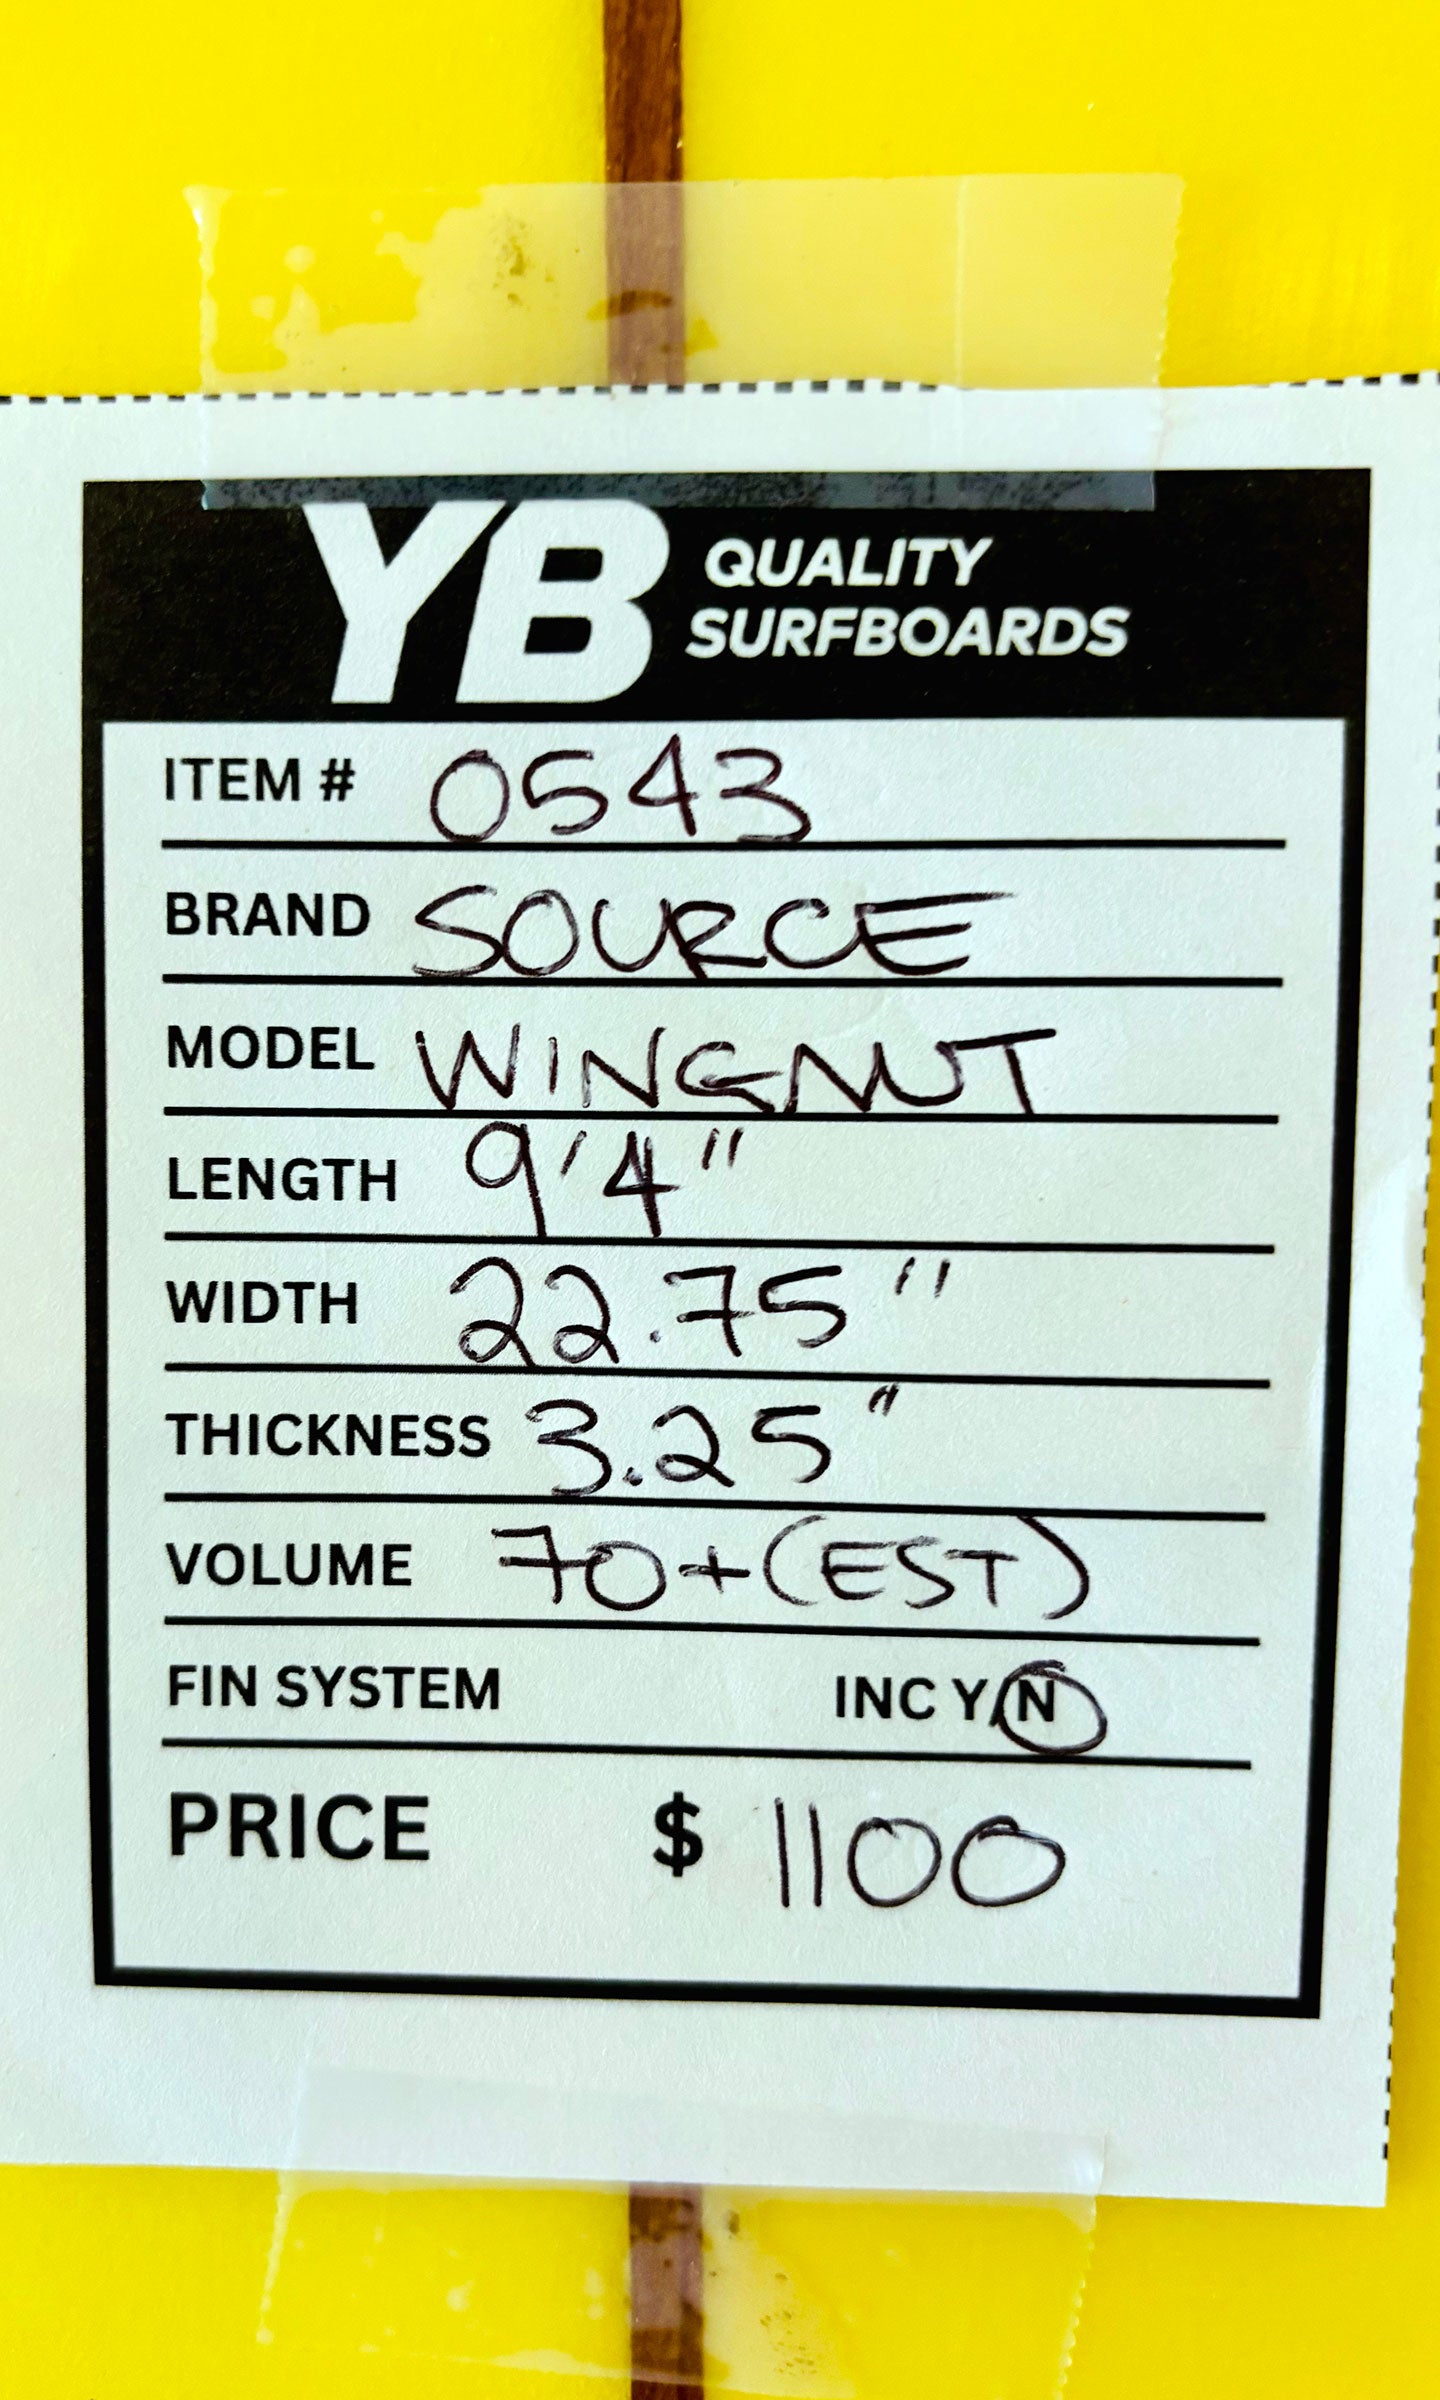 YB QUALITY
SURFBOARDS
ITEM # 0543
BRAND SOURCE
MODEL WINGNUT
LENGTH 9'4"
WIDTH 22.75"
THICKNESS 3.25"
VOLUME 70+(EST)
FIN SYSTEM INC Y/N
PRICE $ 1100